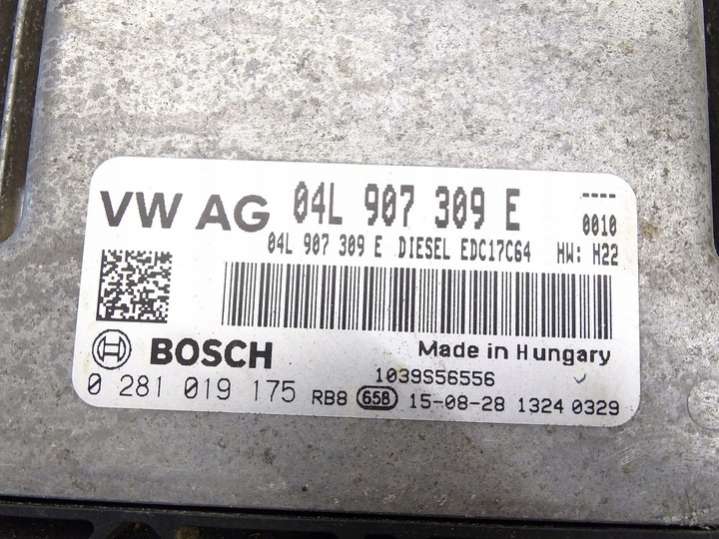 VW AG 04L 907 309 E ----
0010
04L 907 309 E DIESEL EDC17C64 HW: H22
BOSCH Made in Hungary
1039S56556
0 281 019 175 RB8 658 15-08-28 1324 0329